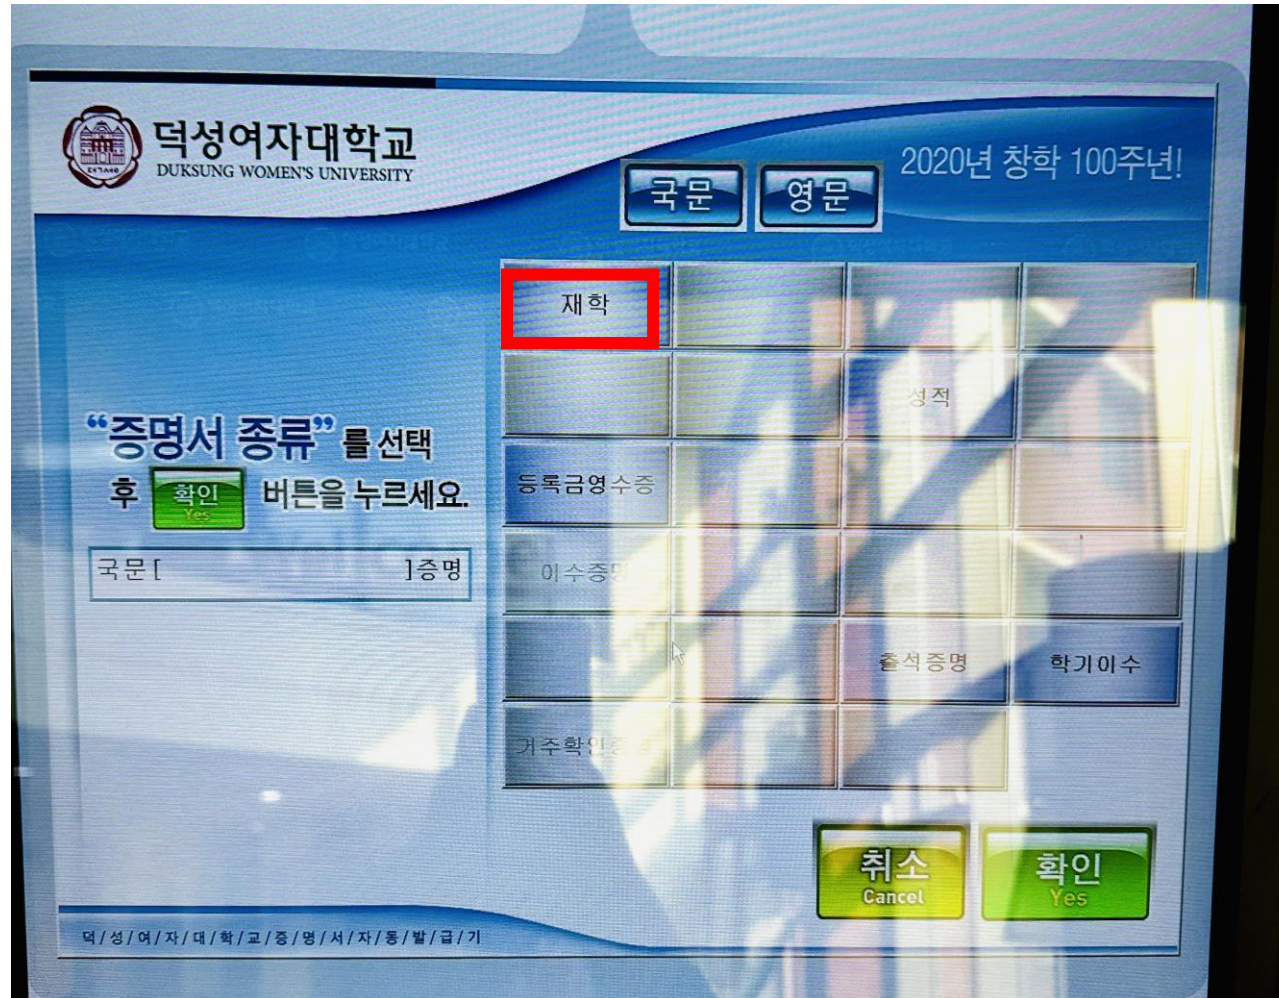 덕성여자대학교
DUKSUNG WOMEN'S UNIVERSITY
국문
영문
2020년 창학 100주년!
재학
성적
"증명서 종류"를 선택
후 확인 Yes 버튼을 누르세요.
등록금영수증
국문[ ]증명
이수증명
출석증명
학기이수
거주확인
취소
Cancel
확인
Yes
덕/성/여/자/대/학/교/증/명/서/자/동/발/급/기